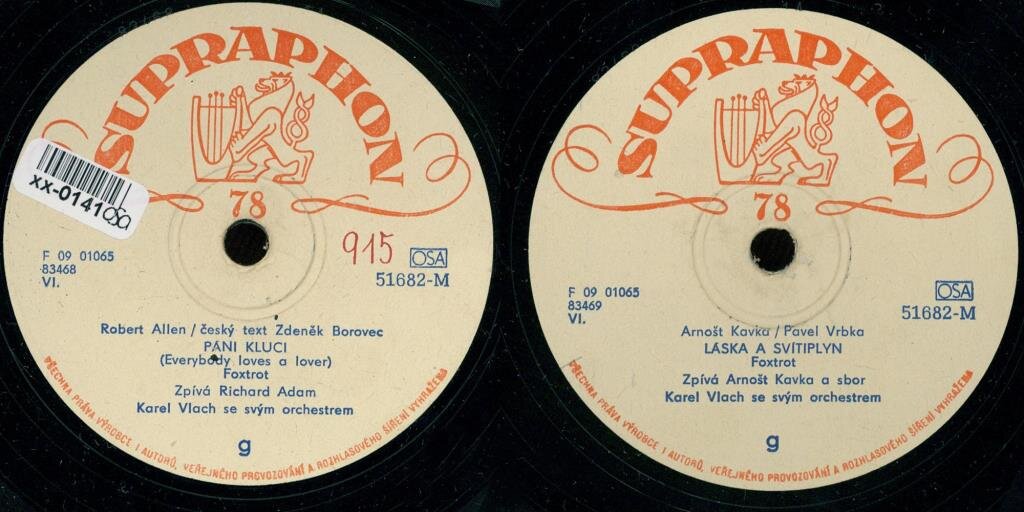 SUPRAPHON
78
xx-0141
OSA
915
F 09 01065
83468
VI.
OSA
51682-M
Robert Allen / český text Zdeněk Borovec
PÁNI KLUCI
(Everybody loves a lover)
Foxtrot
Zpívá Richard Adam
Karel Vlach se svým orchestrem
g
VŠECHNA PRÁVA VÝROBCE I AUTORŮ, VEŘEJNÉHO PROVOZOVÁNÍ A ROZHLASOVÉHO ŠÍŘENÍ VYHRAŽENA
SUPRAPHON
78
F 09 01065
83469
VI.
OSA
51682-M
Arnošt Kavka / Pavel Vrbka
LÁSKA A SVÍTIPLYN
Foxtrot
Zpívá Arnošt Kavka a sbor
Karel Vlach se svým orchestrem
g
VŠECHNA PRÁVA VÝROBCE I AUTORŮ, VEŘEJNÉHO PROVOZOVÁNÍ A ROZHLASOVÉHO ŠÍŘENÍ VYHRAŽENA